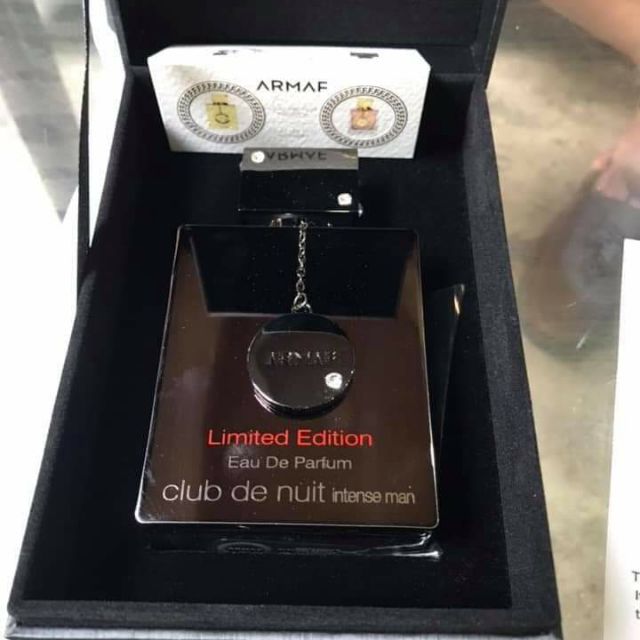 ARMAF
ARMAF
ARMAF
Limited Edition
Eau De Parfum
club de nuit intense man